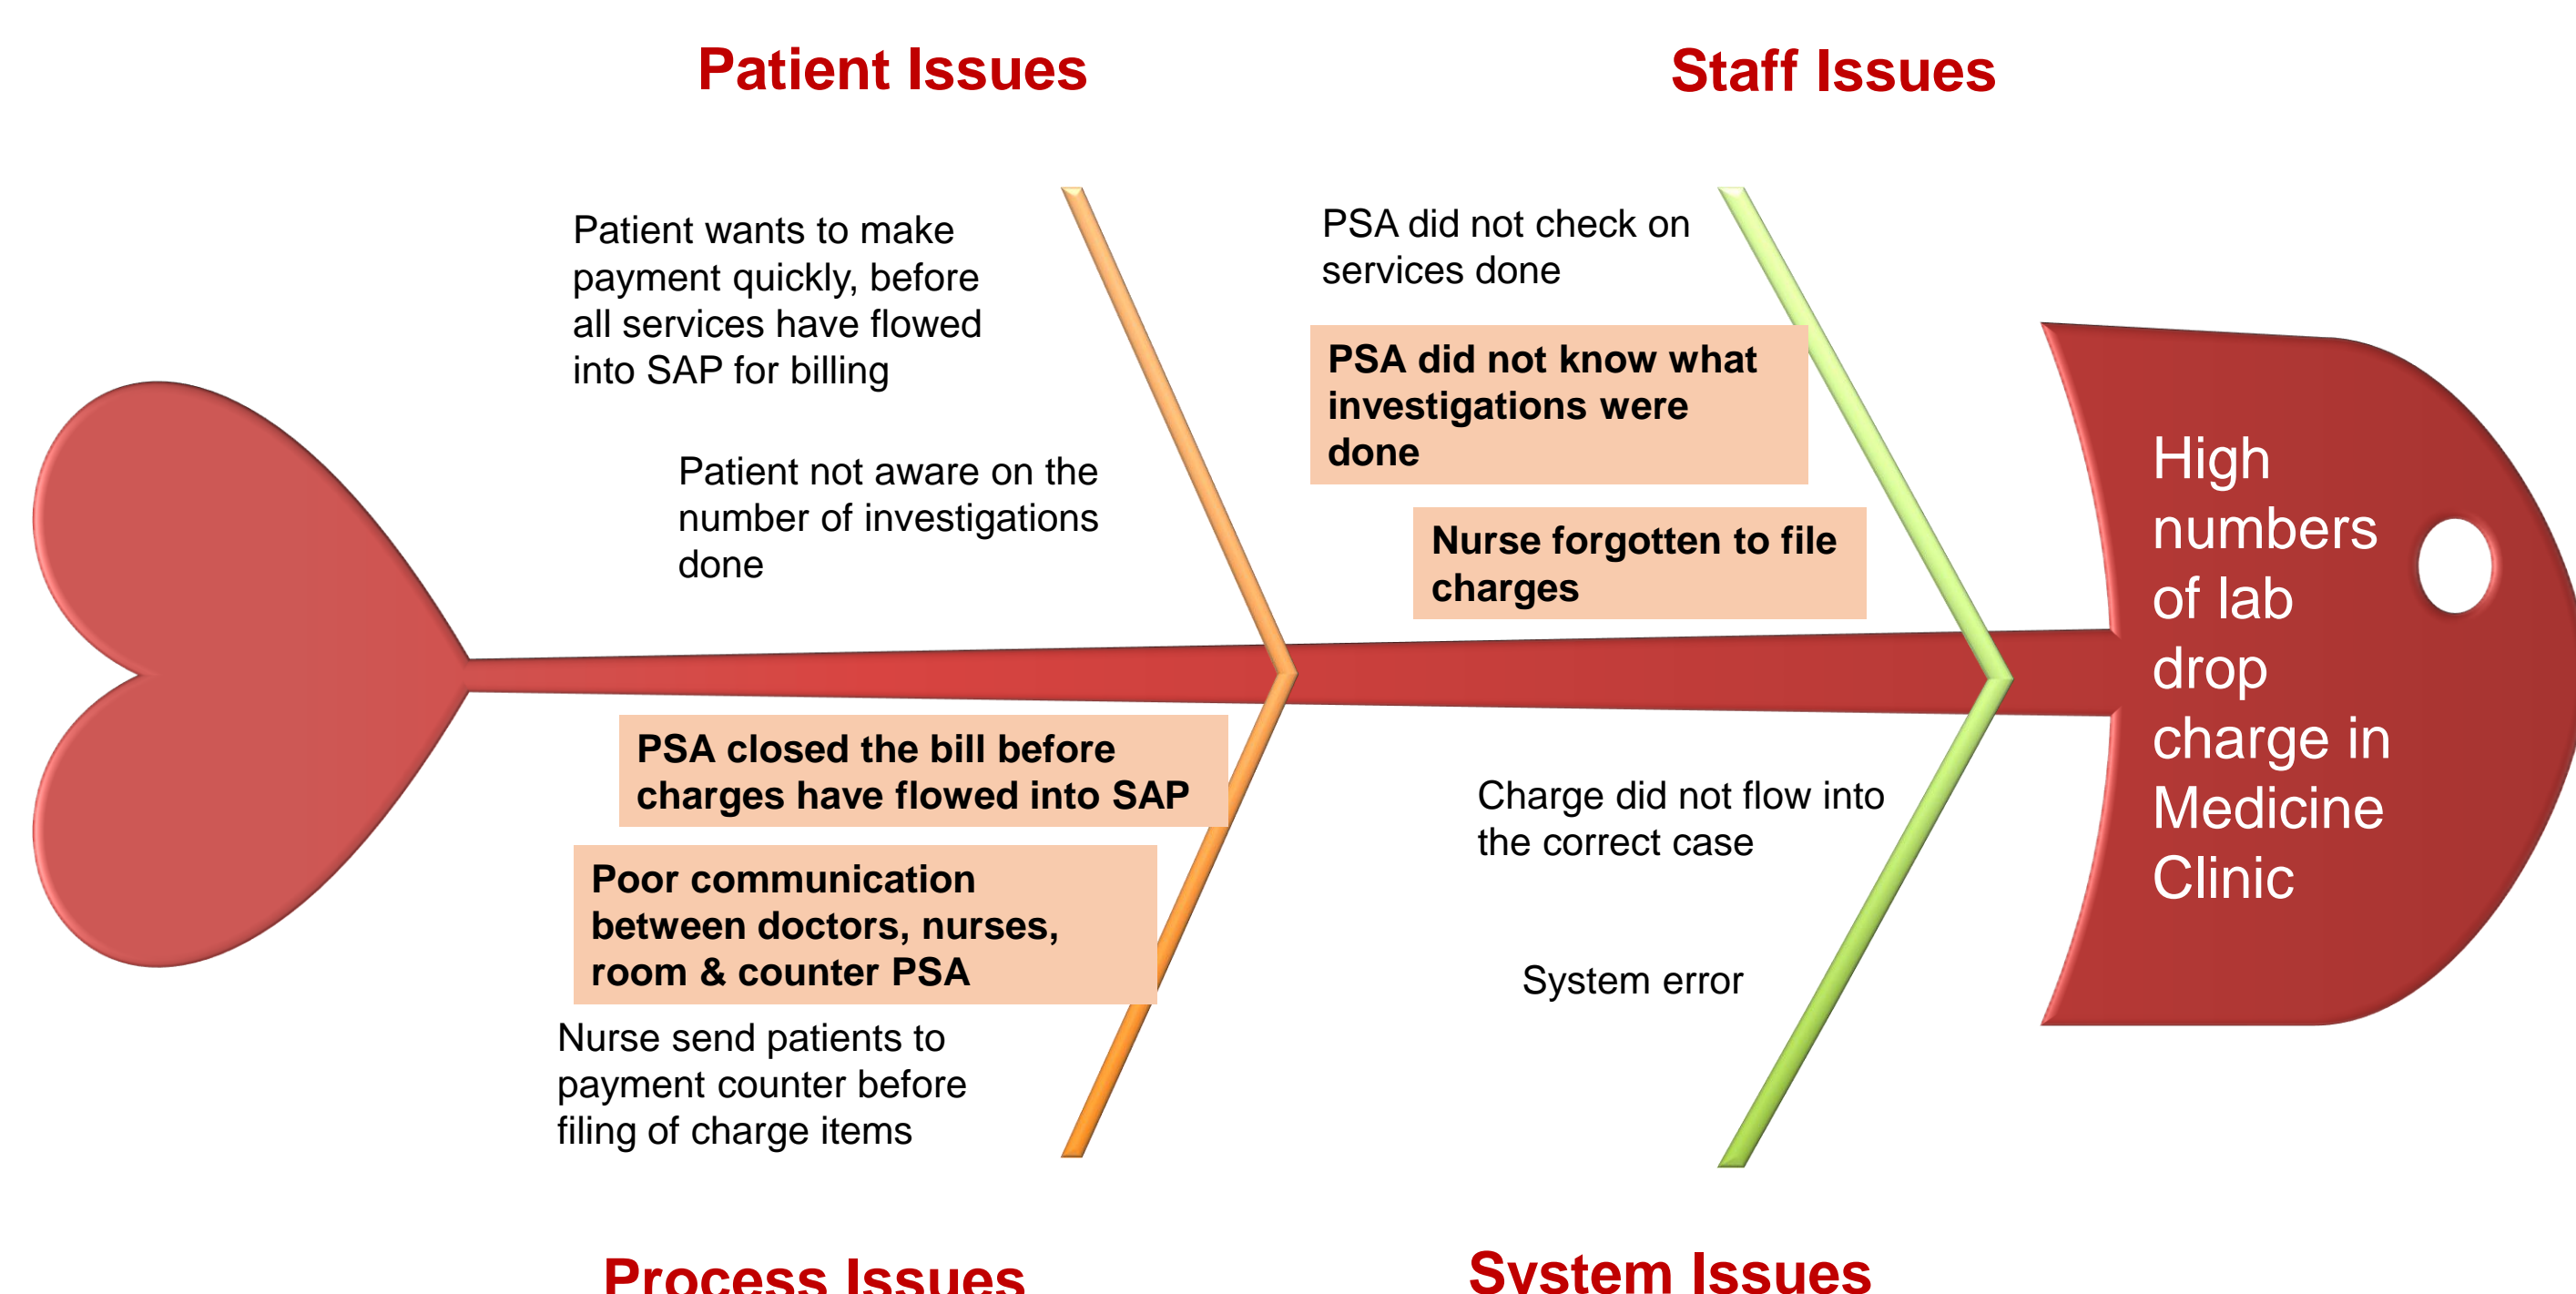 Patient Issues
Staff Issues
Patient wants to make
payment quickly, before
all services have flowed
into SAP for billing
Patient not aware on the
number of investigations
done
PSA did not check on
services done
PSA did not know what
investigations were
done
Nurse forgotten to file
charges
High
numbers
of lab
drop
charge in
Medicine
Clinic
PSA closed the bill before
charges have flowed into SAP
Poor communication
between doctors, nurses,
room & counter PSA
Nurse send patients to
payment counter before
filing of charge items
Charge did not flow into
the correct case
System error
Process Issues
System Issues